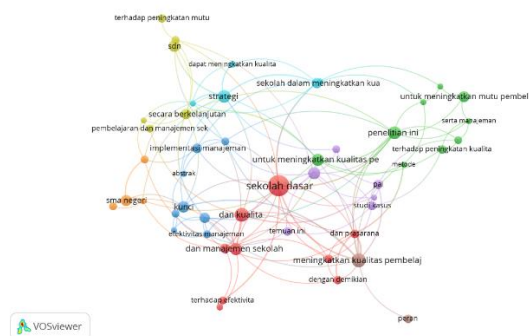 terhadap peningkatan mutu
sdn
dapat meningkatkan kualita
strategi
sekolah dalam meningkatkan kua
untuk meningkatkan mutu pembel
secara berkelanjutan
serta manajemen
pembelajaran dan manajemen sek
penelitian ini
implementasi manajemen
terhadap peningkatan kualita
untuk meningkatkan kualitas pe
metode
abstrak
sekolah dasar
pai
sma negeri
kunci
studi kasus
dan kualita
temuan ini
efektivitas manajemen
dan prasarana
dan manajemen sekolah
meningkatkan kualitas pembelaj
dengan demikian
terhadap efektivita
peran
VOSviewer